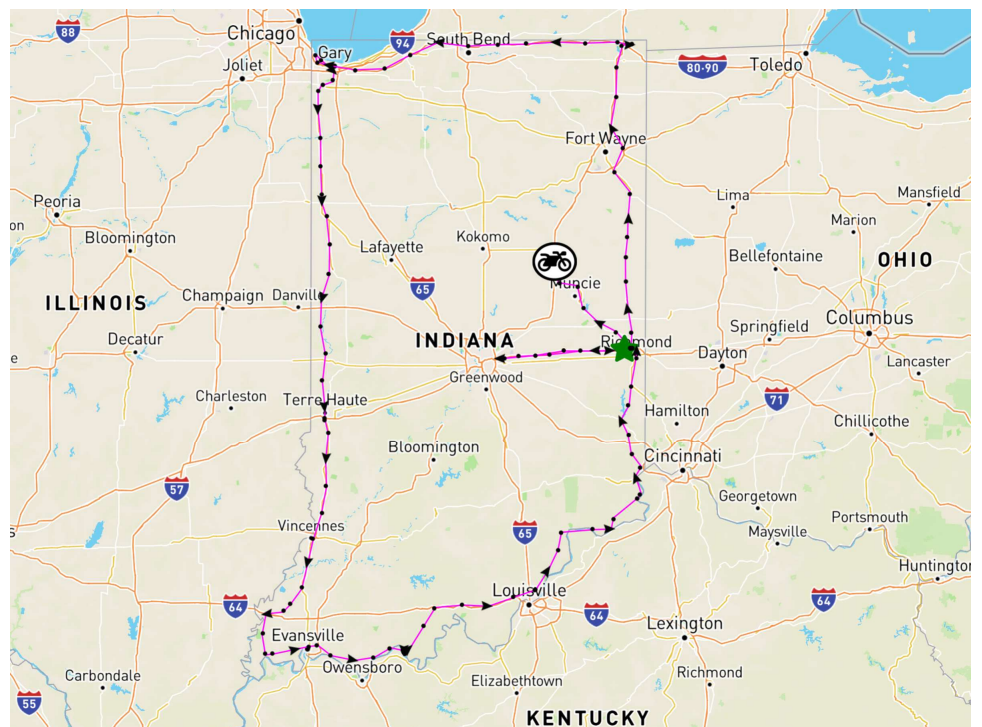 88
Chicago
94
South Bend
Gary
Joliet
80-90
Toledo
Fort Wayne
Peoria
Lima
Mansfield
on
Marion
Bloomington
Lafayette
Kokomo
Bellefontaine
OHIO
65
Muncie
ILLINOIS
Champaign
Danville
Columbus
Springfield
INDIANA
Richmond
Decatur
e
Dayton
Lancaster
Greenwood
71
Charleston
Terre Haute
Hamilton
Chillicothe
Bloomington
Cincinnati
57
Georgetown
Vincennes
s
65
Maysville
Portsmouth
Huntington
Louisville
64
64
64
Evansville
Lexington
Owensboro
Carbondale
Richmond
Elizabethtown
55
KENTUCKY